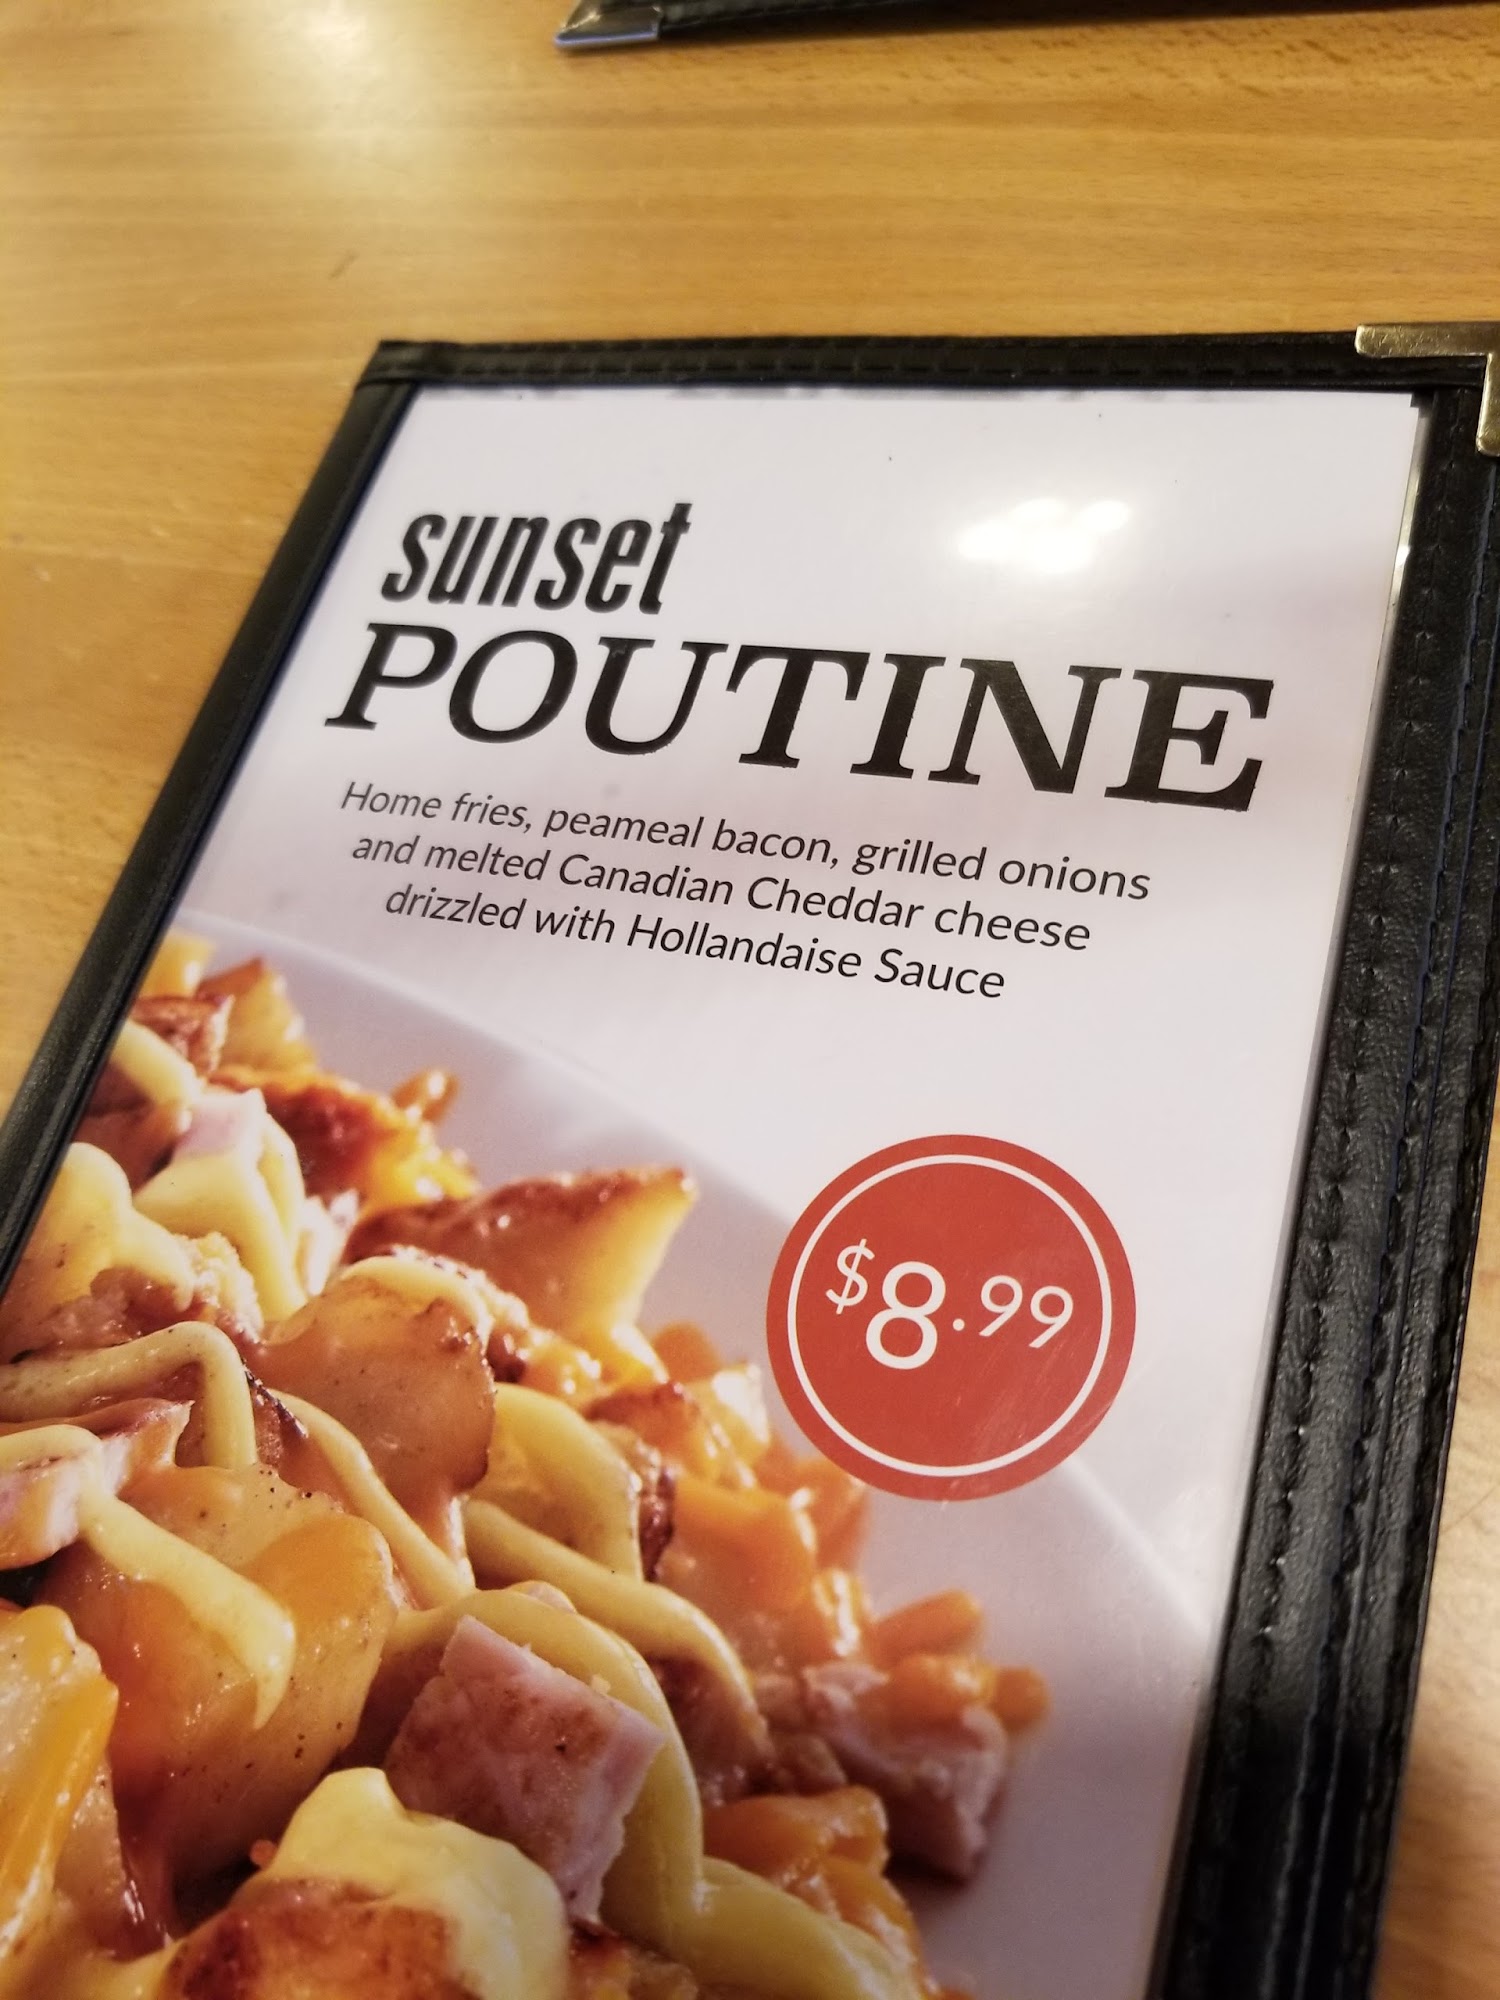 sunset
POUTINE
Home fries, peameal bacon, grilled onions
and melted Canadian Cheddar cheese
drizzled with Hollandaise Sauce
$8.99